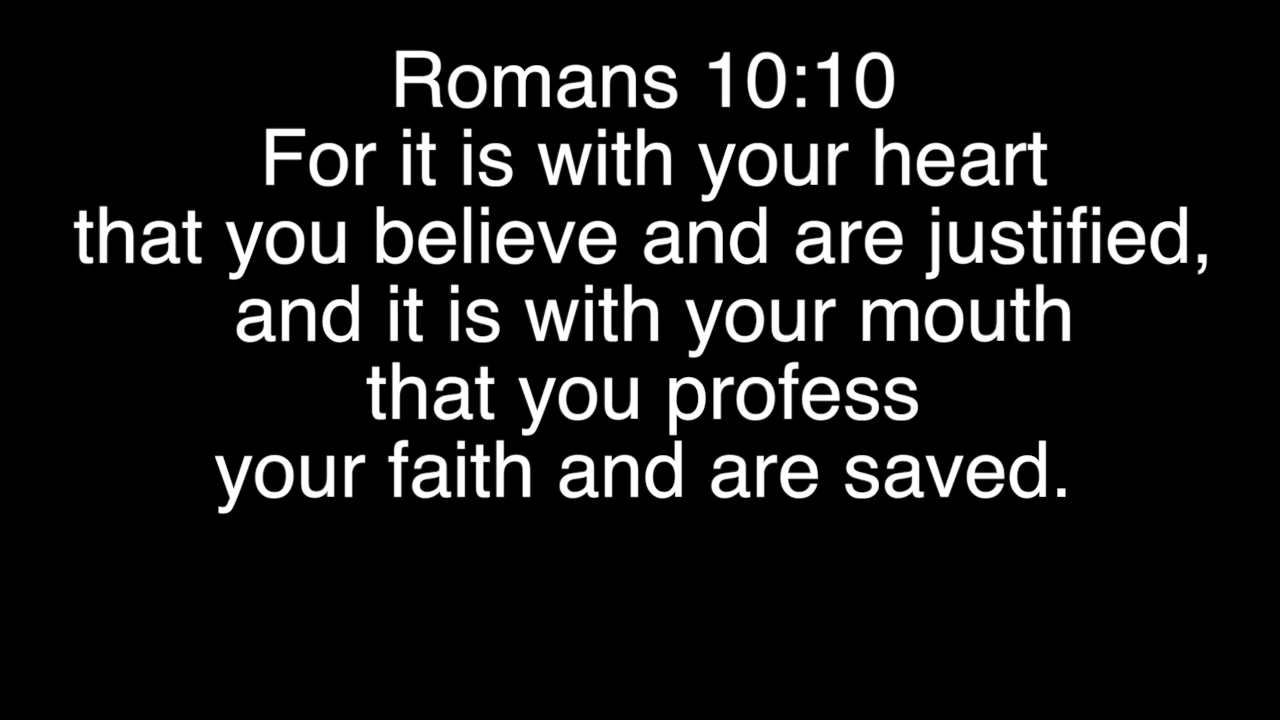 Romans 10:10
For it is with your heart
that you believe and are justified,
and it is with your mouth
that you profess
your faith and are saved.